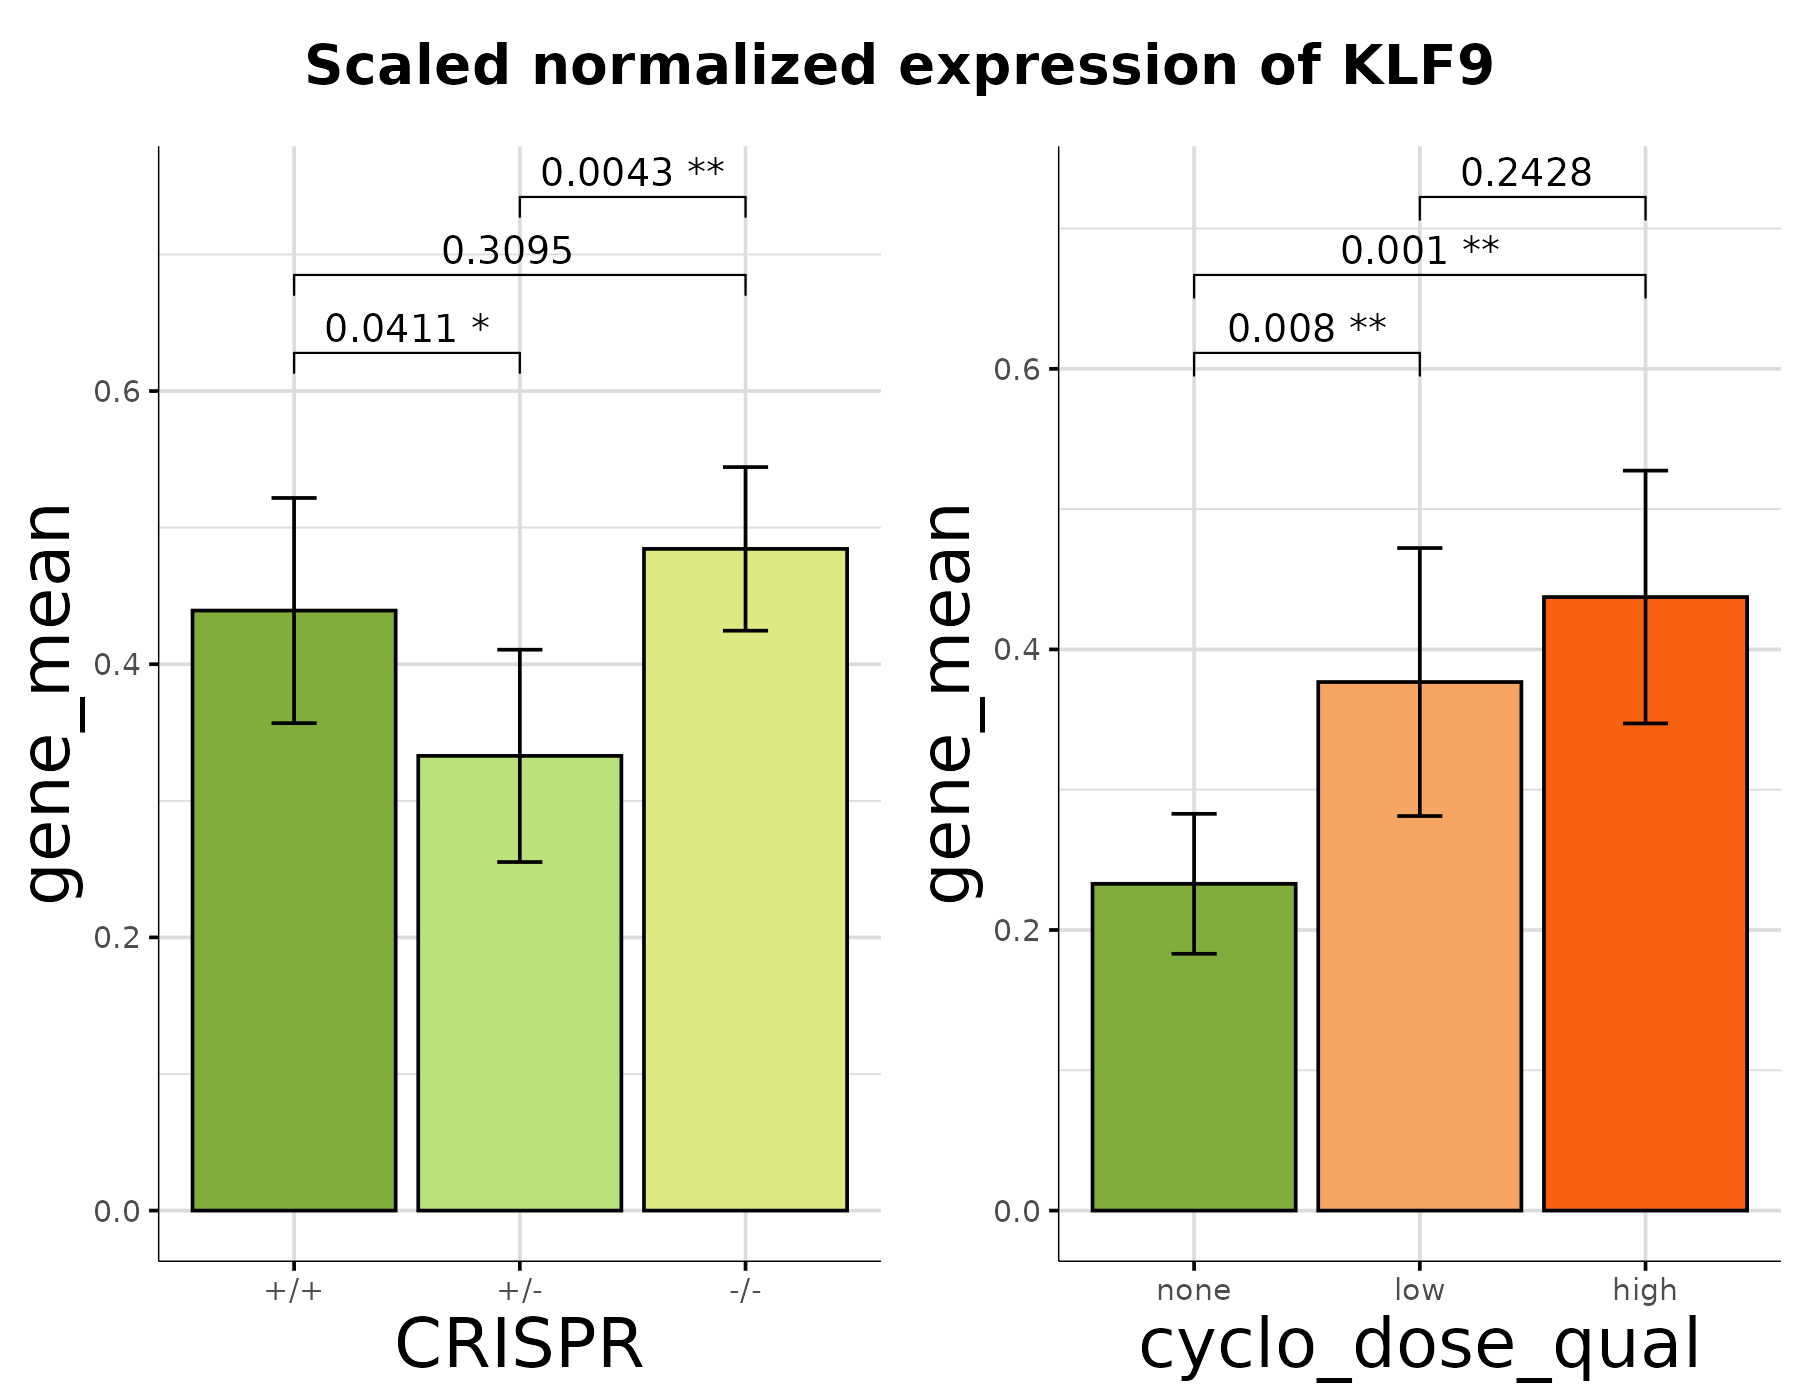 Scaled normalized expression of KLF9
gene_mean
0.6
0.4
0.2
0.0
0.0043 **
0.3095
0.0411 *
+/+
+/-
-/-
CRISPR
gene_mean
0.6
0.4
0.2
0.0
0.2428
0.001 **
0.008 **
none
low
high
cyclo_dose_qual